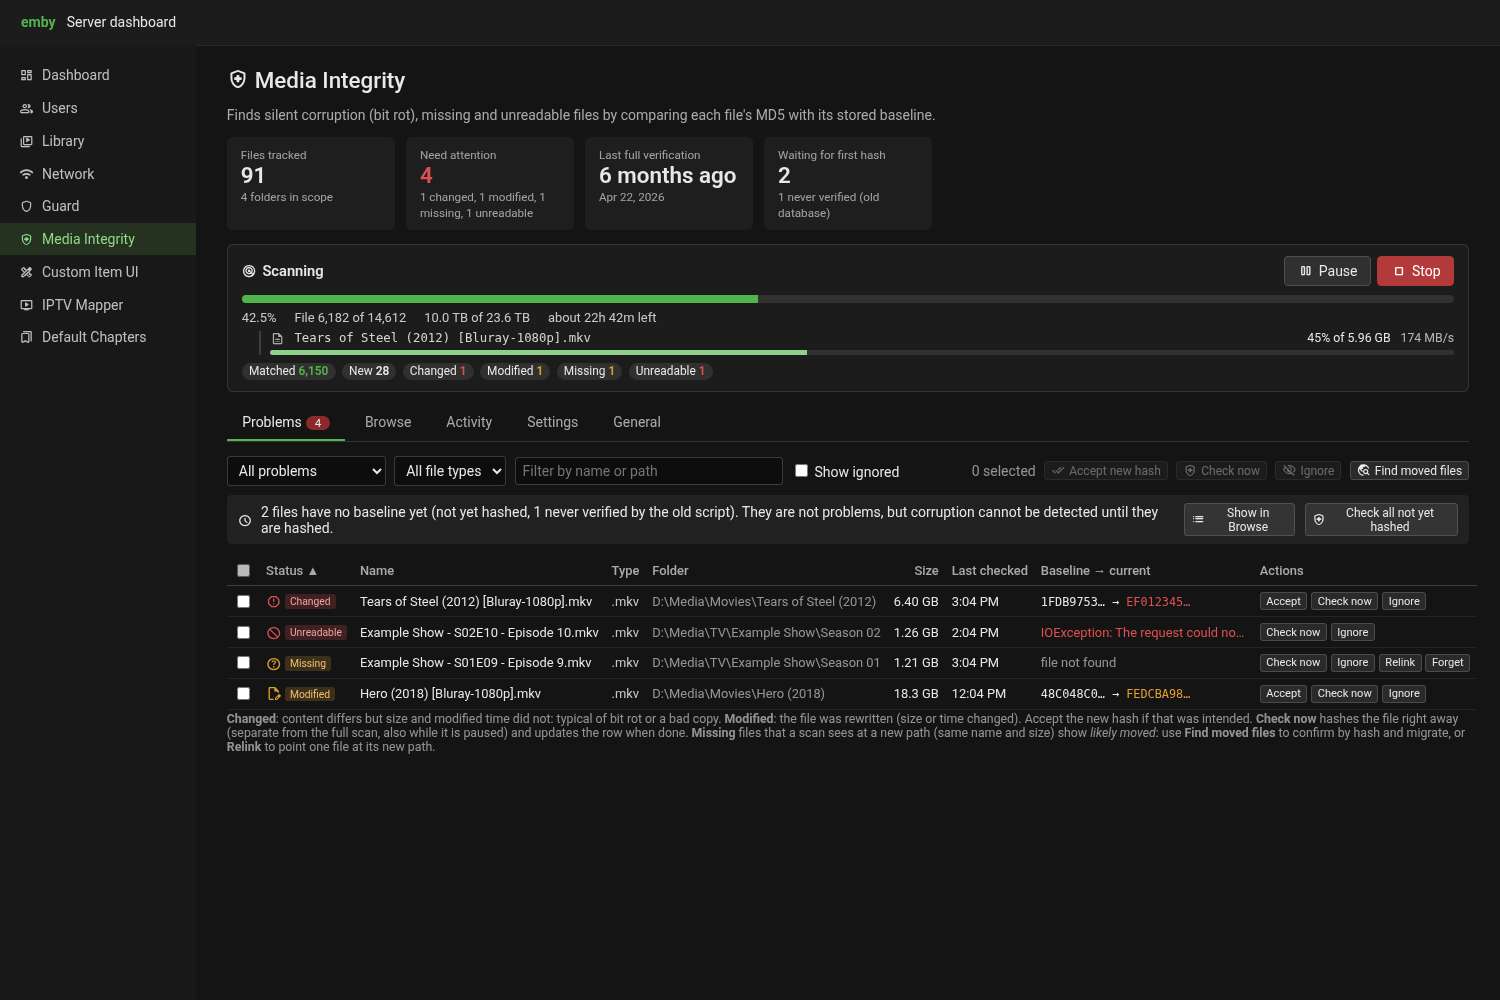 emby Server dashboard
Dashboard
Users
Library
Network
Guard
Media Integrity
Custom Item UI
IPTV Mapper
Default Chapters
Media Integrity
Finds silent corruption (bit rot), missing and unreadable files by comparing each file's MD5 with its stored baseline.
Files tracked
91
4 folders in scope
Need attention
4
1 changed, 1 modified, 1
missing, 1 unreadable
Last full verification
6 months ago
Apr 22, 2026
Waiting for first hash
2
1 never verified (old
database)
Scanning
Pause
Stop
42.5% File 6,182 of 14,612 10.0 TB of 23.6 TB about 22h 42m left
Tears of Steel (2012) [Bluray-1080p].mkv 45% of 5.96 GB 174 MB/s
Matched 6,150 New 28 Changed 1 Modified 1 Missing 1 Unreadable 1
Problems 4 Browse Activity Settings General
All problems All file types Filter by name or path Show ignored 0 selected Accept new hash Check now Ignore Find moved files
2 files have no baseline yet (not yet hashed, 1 never verified by the old script). They are not problems, but corruption cannot be detected until they
are hashed.
Show in
Browse
Check all not yet
hashed
Status ▲ Name Type Folder Size Last checked Baseline → current Actions
Changed Tears of Steel (2012) [Bluray-1080p].mkv .mkv D:\Media\Movies\Tears of Steel (2012) 6.40 GB 3:04 PM 1FDB9753… → EF012345… Accept Check now Ignore
Unreadable Example Show - S02E10 - Episode 10.mkv .mkv D:\Media\TV\Example Show\Season 02 1.26 GB 2:04 PM IOException: The request could no… Check now Ignore
Missing Example Show - S01E09 - Episode 9.mkv .mkv D:\Media\TV\Example Show\Season 01 1.21 GB 3:04 PM file not found Check now Ignore Relink Forget
Modified Hero (2018) [Bluray-1080p].mkv .mkv D:\Media\Movies\Hero (2018) 18.3 GB 12:04 PM 48C048C0… → FEDCBA98… Accept Check now Ignore
Changed: content differs but size and modified time did not: typical of bit rot or a bad copy. Modified: the file was rewritten (size or time changed). Accept the new hash if that was intended. Check now hashes the file right away
(separate from the full scan, also while it is paused) and updates the row when done. Missing files that a scan sees at a new path (same name and size) show likely moved: use Find moved files to confirm by hash and migrate, or
Relink to point one file at its new path.